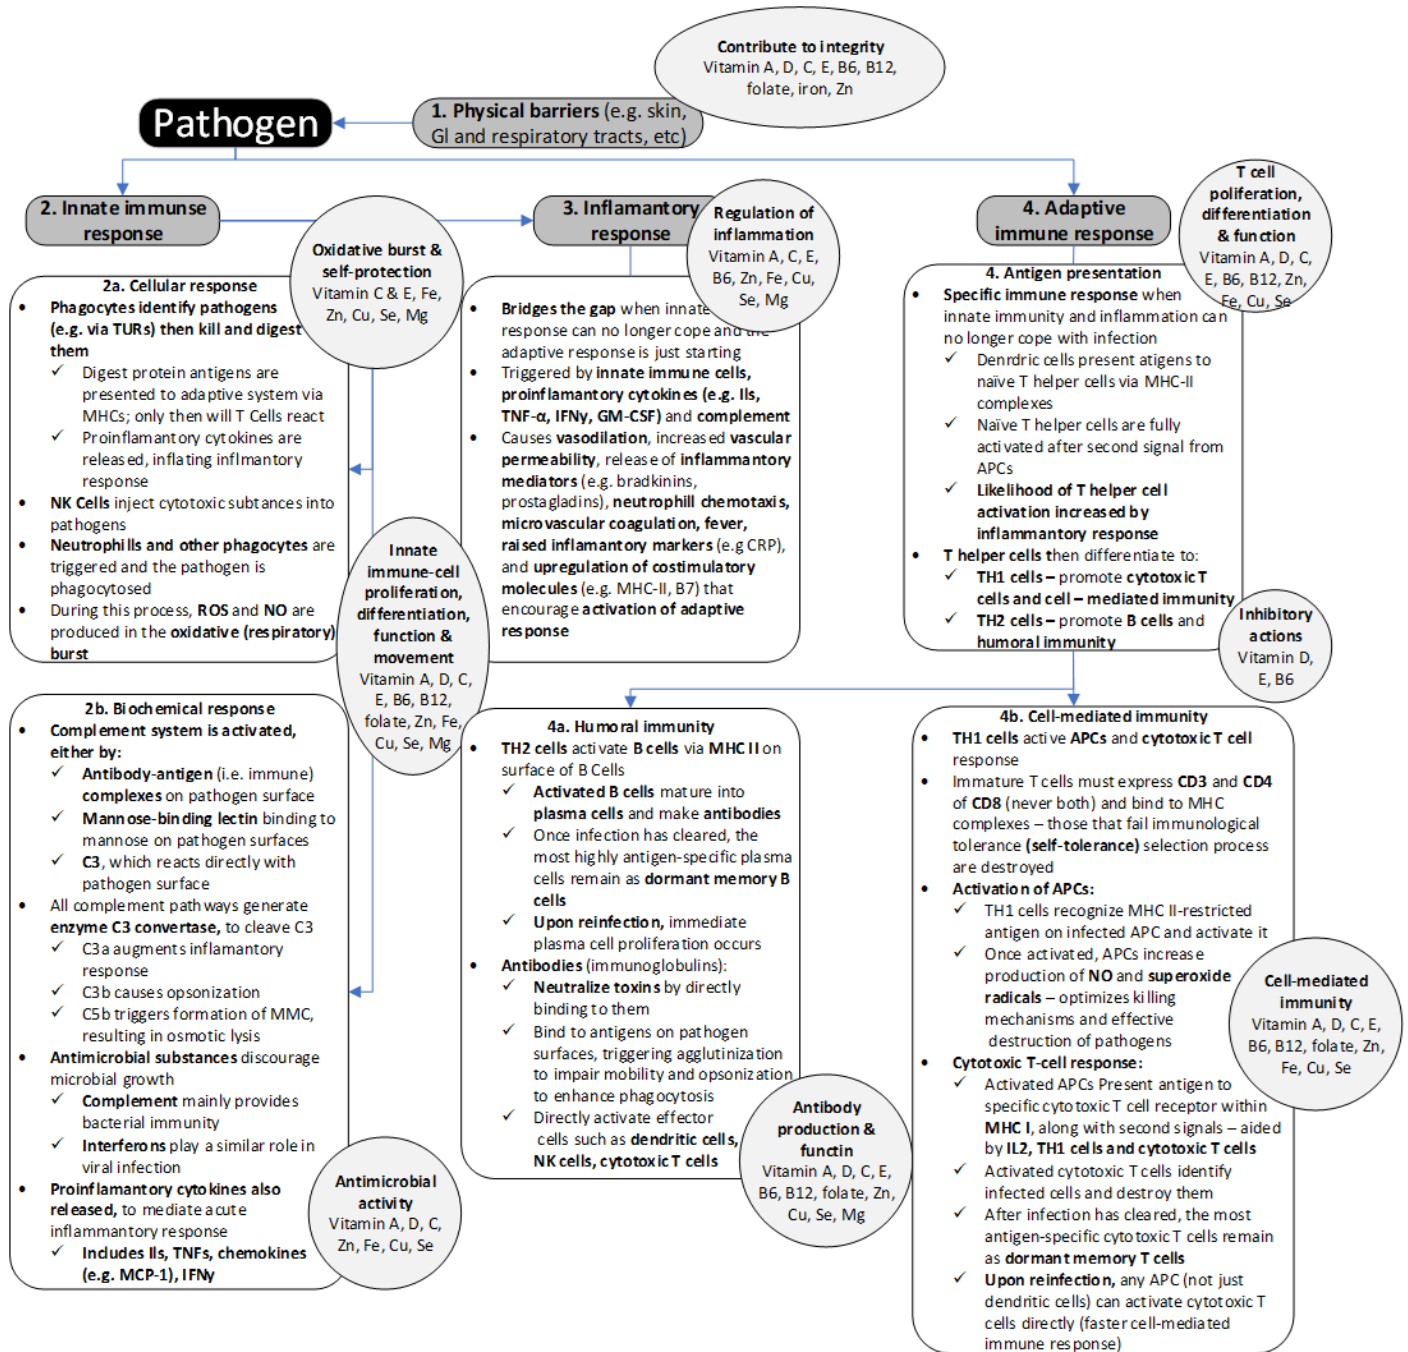 Contribute to integrity
Vitamin A, D, C, E, B6, B12,
folate, iron, Zn
Pathogen
1. Physical barriers (e.g. skin,
GI and respiratory tracts, etc)
2. Innate immunse
response
3. Inflamantory
response
4. Adaptive
immune response
Oxidative burst &
self-protection
Vitamin C & E, Fe,
Zn, Cu, Se, Mg
Regulation of
inflammation
Vitamin A, C, E,
B6, Zn, Fe, Cu,
Se, Mg
T cell
poliferation,
differentiation
& function
Vitamin A, D, C,
E, B6, B12, Zn,
Fe, Cu, Se
2a. Cellular response
• Phagocytes identify pathogens
(e.g. via TURs) then kill and digest
them
✓ Digest protein antigens are
presented to adaptive system via
MHCs; only then will T Cells react
✓ Proinflamantory cytokines are
released, inflating inflmantory
response
• NK Cells inject cytotoxic subtances into
pathogens
• Neutrophills and other phagocytes are
triggered and the pathogen is
phagocytosed
• During this process, ROS and NO are
produced in the oxidative (respiratory)
burst
Innate
immune-cell
proliferation,
differentiation,
function &
movement
Vitamin A, D, C,
E, B6, B12,
folate, Zn, Fe,
Cu, Se, Mg
• Bridges the gap when innate
response can no longer cope and the
adaptive response is just starting
• Triggered by innate immune cells,
proinflamantory cytokines (e.g. Ils,
TNF-α, IFNy, GM-CSF) and complement
• Causes vasodilation, increased vascular
permeability, release of inflammantory
mediators (e.g. bradkinins,
prostagladins), neutrophill chemotaxis,
microvascular coagulation, fever,
raised inflamantory markers (e.g CRP),
and upregulation of costimulatory
molecules (e.g. MHC-II, B7) that
encourage activation of adaptive
response
4. Antigen presentation
• Specific immune response when
innate immunity and inflammation can
no longer cope with infection
✓ Denrdric cells present atigens to
naïve T helper cells via MHC-II
complexes
✓ Naïve T helper cells are fully
activated after second signal from
APCs
✓ Likelihood of T helper cell
activation increased by
inflammantory response
• T helper cells then differentiate to:
✓ TH1 cells – promote cytotoxic T
cells and cell – mediated immunity
✓ TH2 cells – promote B cells and
humoral immunity
Inhibitory
actions
Vitamin D,
E, B6
2b. Biochemical response
• Complement system is activated,
either by:
✓ Antibody-antigen (i.e. immune)
complexes on pathogen surface
✓ Mannose-binding lectin binding to
mannose on pathogen surfaces
✓ C3, which reacts directly with
pathogen surface
• All complement pathways generate
enzyme C3 convertase, to cleave C3
✓ C3a augments inflamantory
response
✓ C3b causes opsonization
✓ C5b triggers formation of MMC,
resulting in osmotic lysis
• Antimicrobial substances discourage
microbial growth
✓ Complement mainly provides
bacterial immunity
✓ Interferons play a similar role in
viral infection
• Proinflamantory cytokines also
released, to mediate acute
inflammantory response
✓ Includes Ils, TNFs, chemokines
(e.g. MCP-1), IFNy
Antimicrobial
activity
Vitamin A, D, C,
Zn, Fe, Cu, Se
4a. Humoral immunity
• TH2 cells activate B cells via MHC II on
surface of B Cells
✓ Activated B cells mature into
plasma cells and make antibodies
✓ Once infection has cleared, the
most highly antigen-specific plasma
cells remain as dormant memory B
cells
✓ Upon reinfection, immediate
plasma cell proliferation occurs
• Antibodies (immunoglobulins):
✓ Neutralize toxins by directly
binding to them
✓ Bind to antigens on pathogen
surfaces, triggering agglutinization
to impair mobility and opsonization
to enhance phagocytosis
✓ Directly activate effector
cells such as dendritic cells,
NK cells, cytotoxic T cells
Antibody
production &
functin
Vitamin A, D, C, E,
B6, B12, folate, Zn,
Cu, Se, Mg
4b. Cell-mediated immunity
• TH1 cells active APCs and cytotoxic T cell
response
• Immature T cells must express CD3 and CD4
of CD8 (never both) and bind to MHC
complexes – those that fail immunological
tolerance (self-tolerance) selection process
are destroyed
• Activation of APCs:
✓ TH1 cells recognize MHC II-restricted
antigen on infected APC and activate it
✓ Once activated, APCs increase
production of NO and superoxide
radicals – optimizes killing
mechanisms and effective
destruction of pathogens
• Cytotoxic T-cell response:
✓ Activated APCs Present antigen to
specific cytotoxic T cell receptor within
MHC I, along with second signals – aided
by IL2, TH1 cells and cytotoxic T cells
✓ Activated cytotoxic T cells identify
infected cells and destroy them
✓ After infection has cleared, the most
antigen-specific cytotoxic T cells remain
as dormant memory T cells
✓ Upon reinfection, any APC (not just
dendritic cells) can activate cytotoxic T
cells directly (faster cell-mediated
immune response)
Cell-mediated
immunity
Vitamin A, D, C, E,
B6, B12, folate, Zn,
Fe, Cu, Se